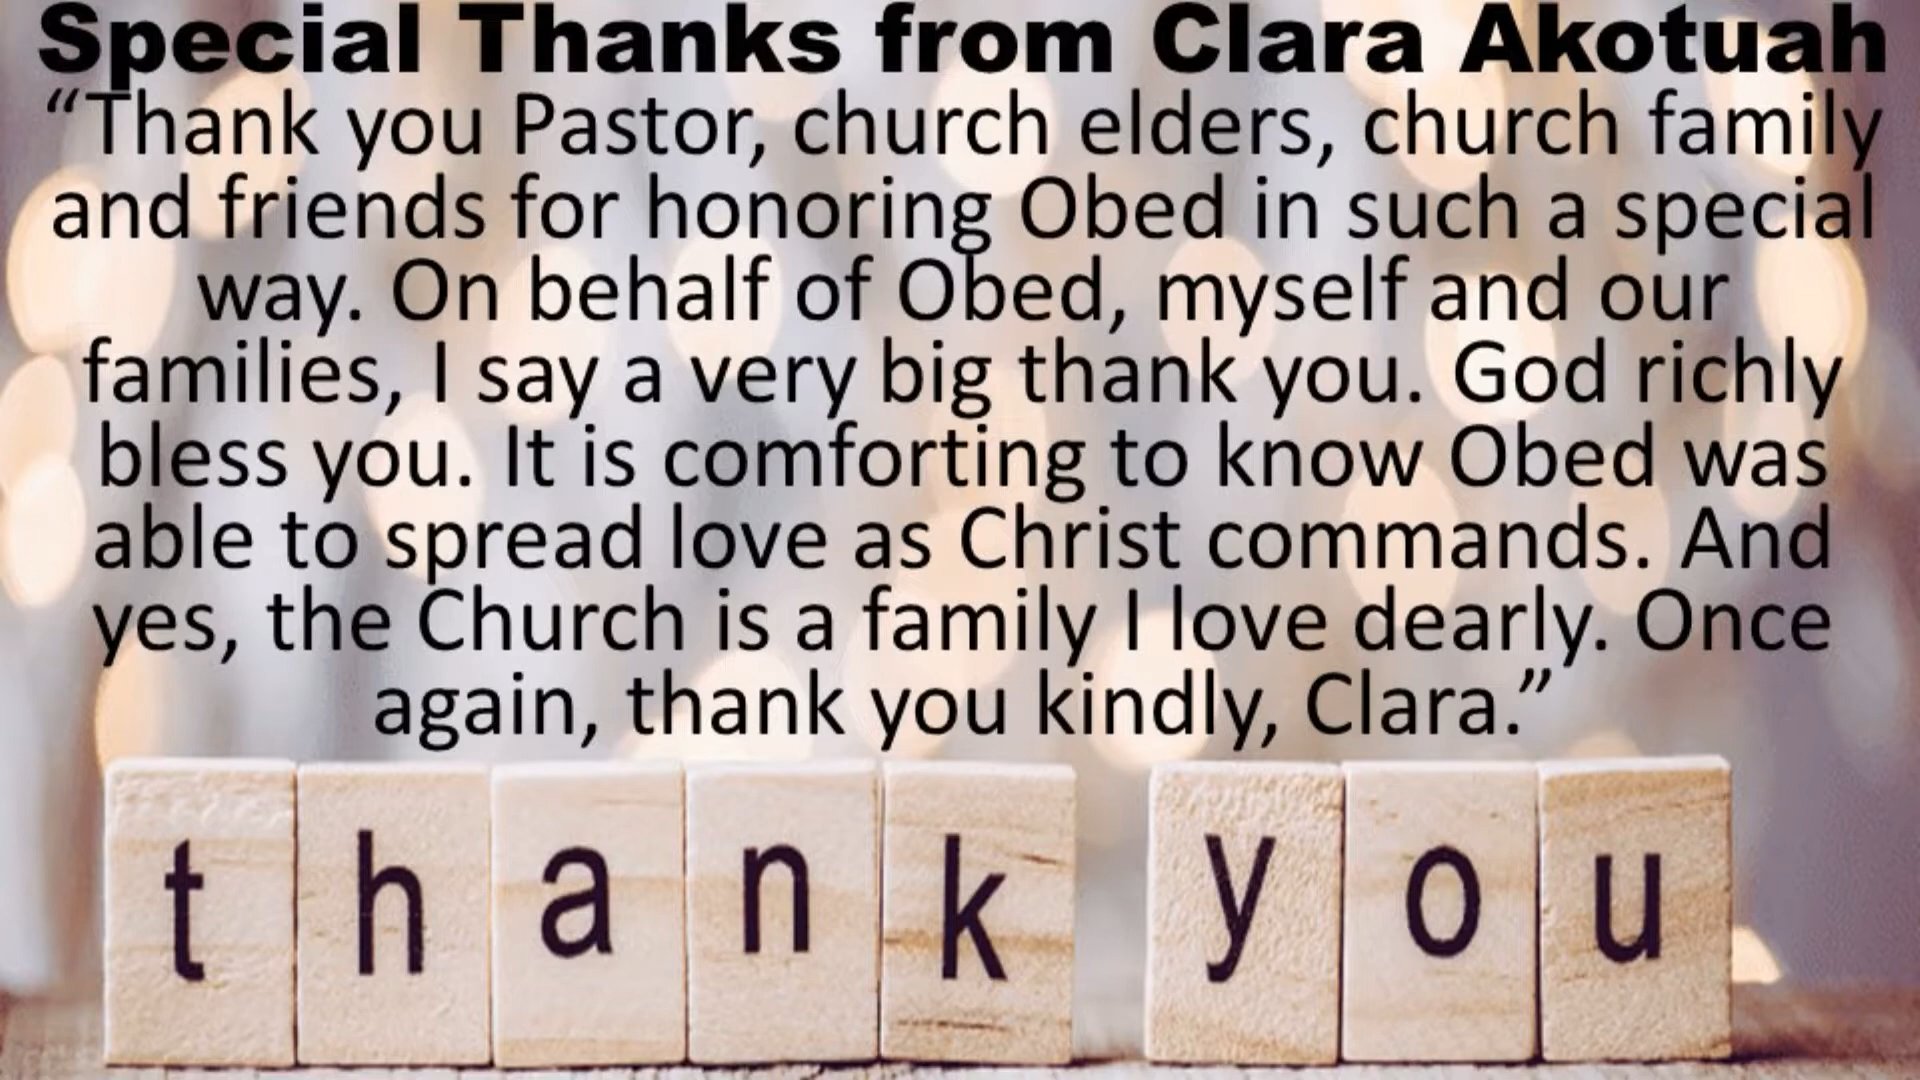 Special Thanks from Clara Akotuah
“Thank you Pastor, church elders, church family
and friends for honoring Obed in such a special
way. On behalf of Obed, myself and our
families, I say a very big thank you. God richly
bless you. It is comforting to know Obed was
able to spread love as Christ commands. And
yes, the Church is a family I love dearly. Once
again, thank you kindly, Clara.”
thank you